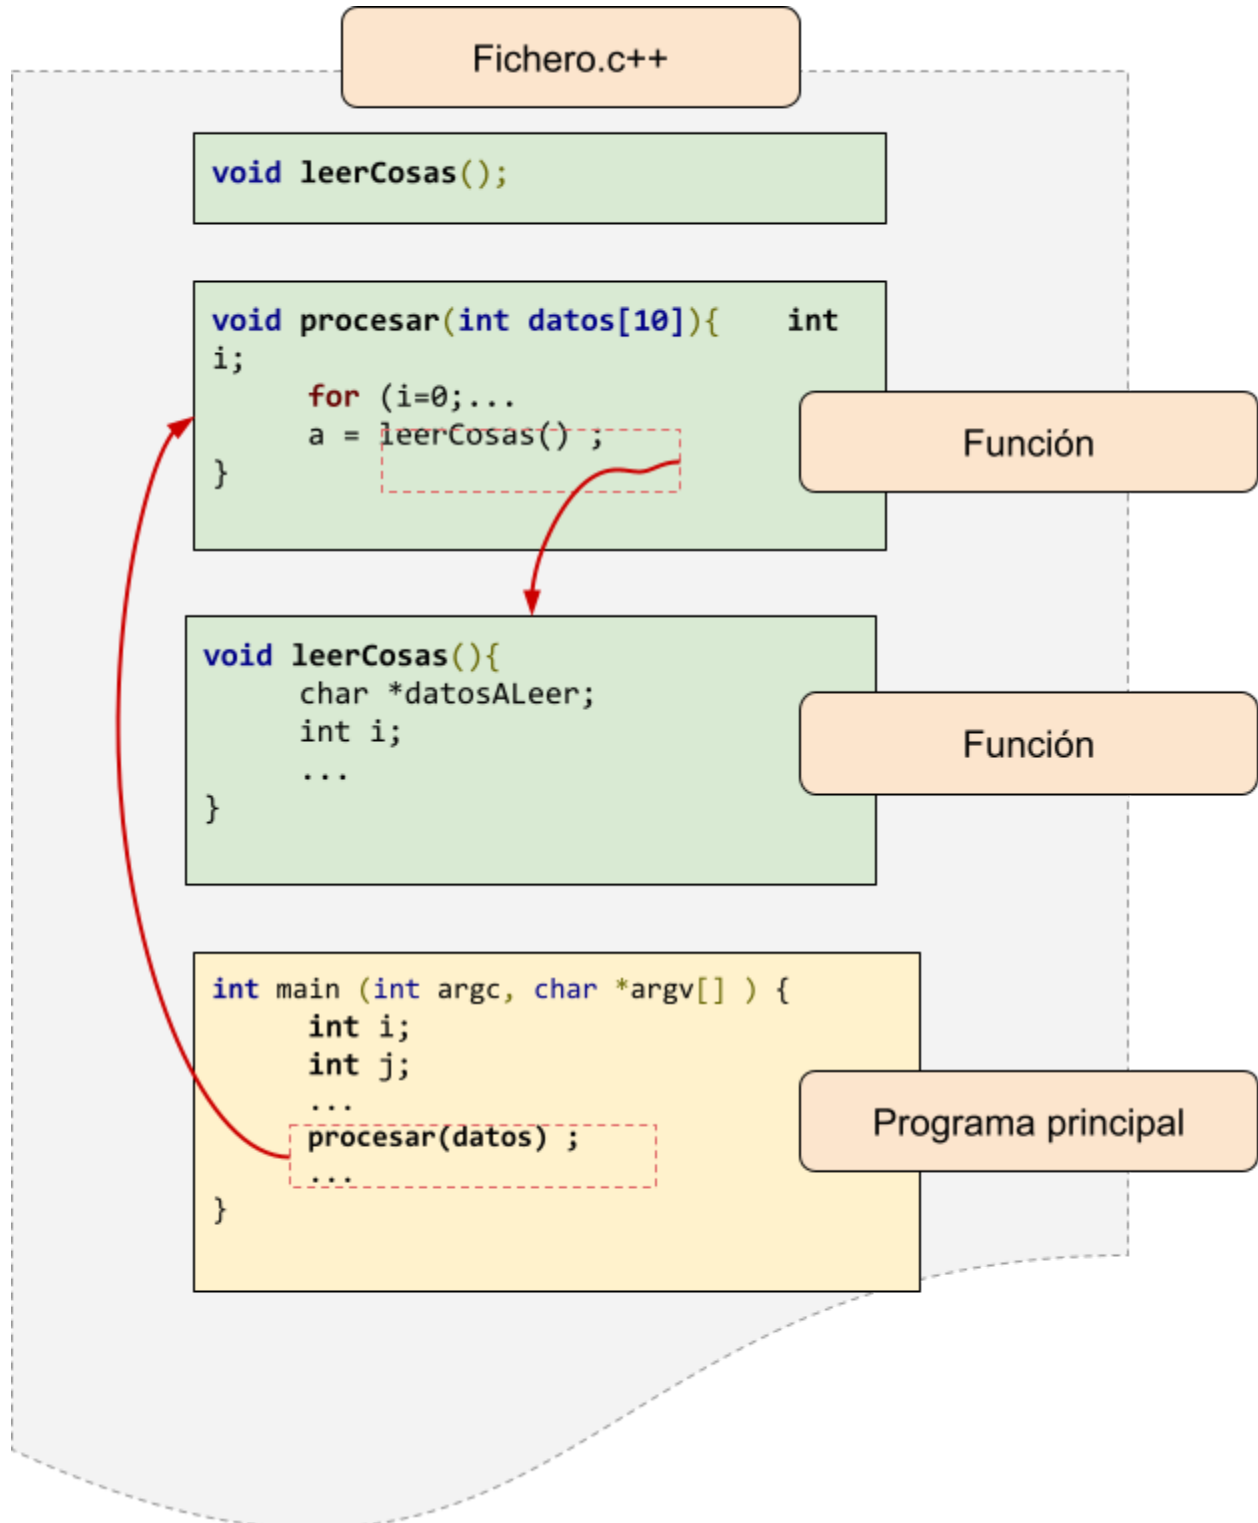 Fichero.c++
void leerCosas();
void procesar(int datos[10]){    int
i;
for (i=0;...
a = leerCosas() ;
}
Función
void leerCosas(){
char *datosALeer;
int i;
...
}
Función
int main (int argc, char *argv[] ) {
int i;
int j;
...
procesar(datos) ;
...
}
Programa principal